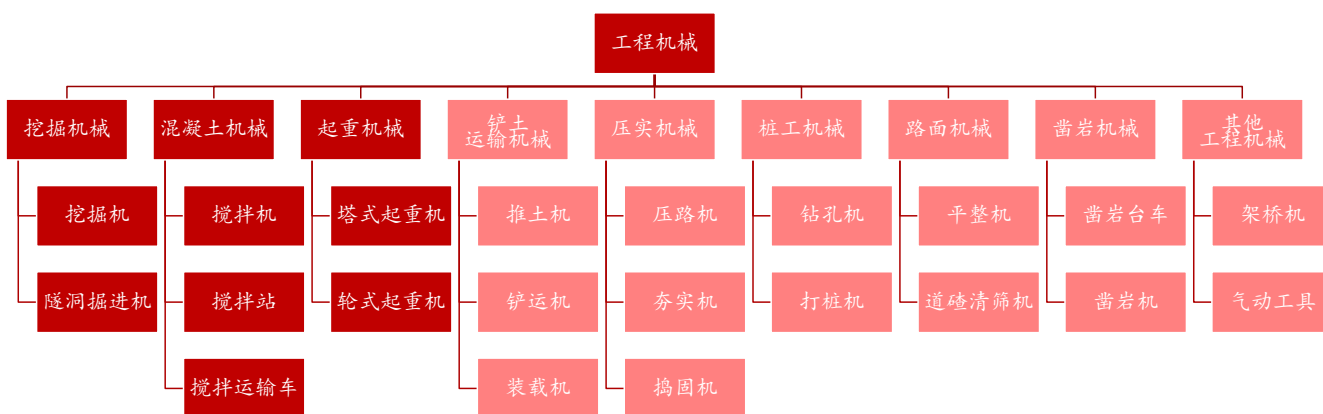 工程机械
挖掘机械
混凝土机械
起重机械
铲土
运输机械
压实机械
桩工机械
路面机械
凿岩机械
其他
工程机械
挖掘机
搅拌机
塔式起重机
推土机
压路机
钻孔机
平整机
凿岩台车
架桥机
隧洞掘进机
搅拌站
轮式起重机
铲运机
夯实机
打桩机
道碴清筛机
凿岩机
气动工具
搅拌运输车
装载机
捣固机